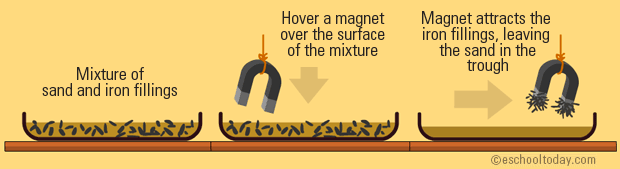 Mixture of
sand and iron fillings
Hover a magnet
over the surface
of the mixture
Magnet attracts the
iron fillings, leaving
the sand in the
trough
©eschooltoday.com